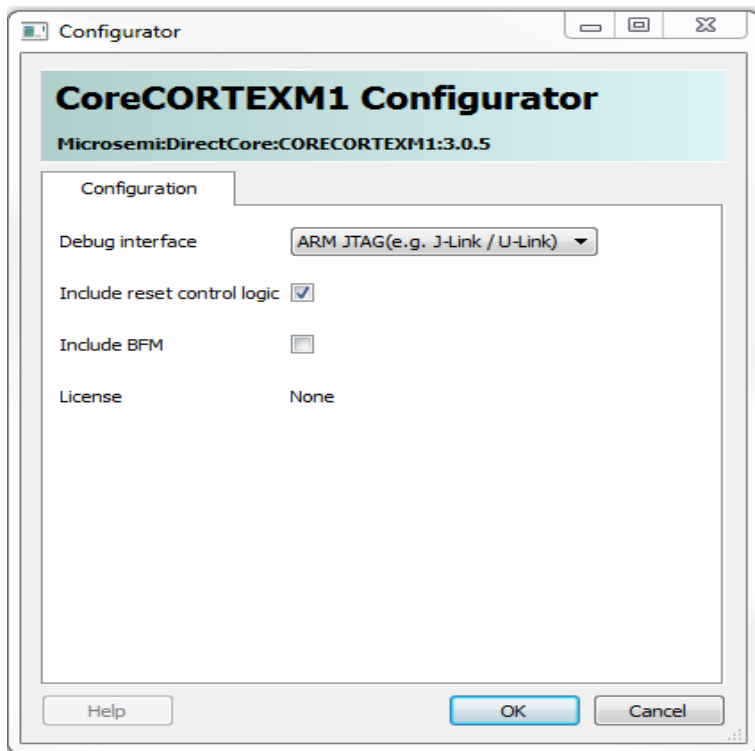 Configurator
CoreCORTEXM1 Configurator
Microsemi:DirectCore:CORECORTEXM1:3.0.5
Configuration
Debug interface ARM JTAG(e.g. J-Link / U-Link)
Include reset control logic
Include BFM
License None
Help OK Cancel